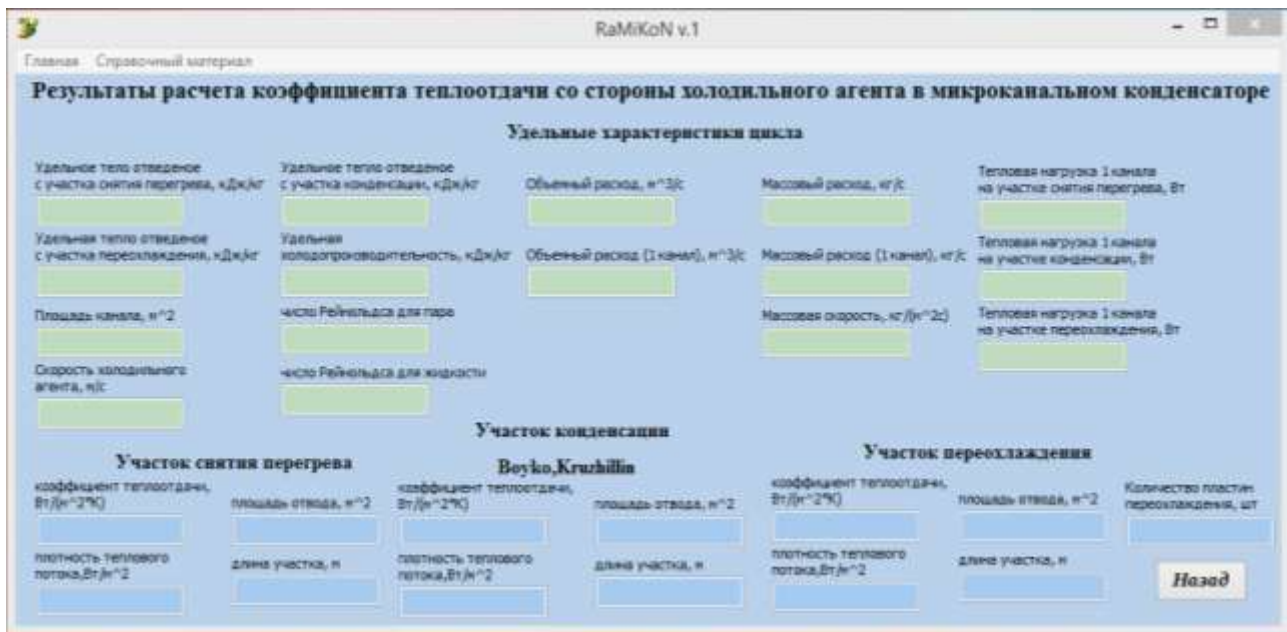 RaMiKoN v.1
Главная Справочный материал
Результаты расчета коэффициента теплоотдачи со стороны холодильного агента в микроканальном конденсаторе
Удельные характеристики цикла
Удельное тепо отведеное
с участка снятия перегрева, кДж/кг
Удельное тепло отведеное
с участка конденсации, кДж/кг
Объемный расход, м^3/с
Массовый расход, кг/с
Тепловая нагрузка 1 канала
на участке снятия перегрева, Вт
Удельная тепло отведеное
с участка переохлаждения, кДж/кг
Удельная
холодопроизводительность, кДж/кг
Объемный расход (1 канал), м^3/с
Массовый расход (1 канал), кг/с
Тепловая нагрузка 1 канала
на участке конденсации, Вт
Площадь канала, м^2
число Рейнольдса для пара
Массовая скорость, кг/(м^2с)
Тепловая нагрузка 1 канала
на участке переохлаждения, Вт
Скорость холодильного
агента, м/с
число Рейнольдса для жидкости
Участок конденсации
Участок снятия перегрева
Boyko,Kruzhillin
Участок переохлаждения
коэффициент теплоотдачи,
Вт/(м^2*К)
площадь отвода, м^2
коэффициент теплоотдачи,
Вт/(м^2*К)
площадь отвода, м^2
коэффициент теплоотдачи,
Вт/(м^2*К)
площадь отвода, м^2
Количество пластин
переохлаждения, шт
плотность теплового
потока,Вт/м^2
длина участка, м
плотность теплового
потока,Вт/м^2
длина участка, м
плотность теплового
потока,Вт/м^2
длина участка, м
Назад